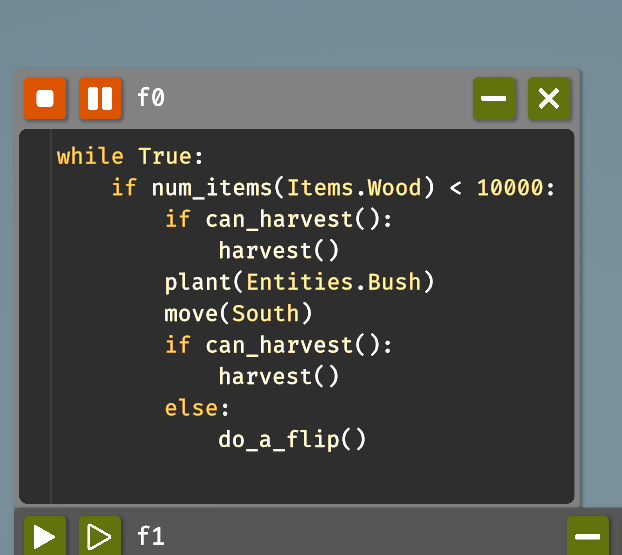 f0
while True:
    if num_items(Items.Wood) < 10000:
        if can_harvest():
            harvest()
        plant(Entities.Bush)
        move(South)
        if can_harvest():
            harvest()
        else:
            do_a_flip()
f1